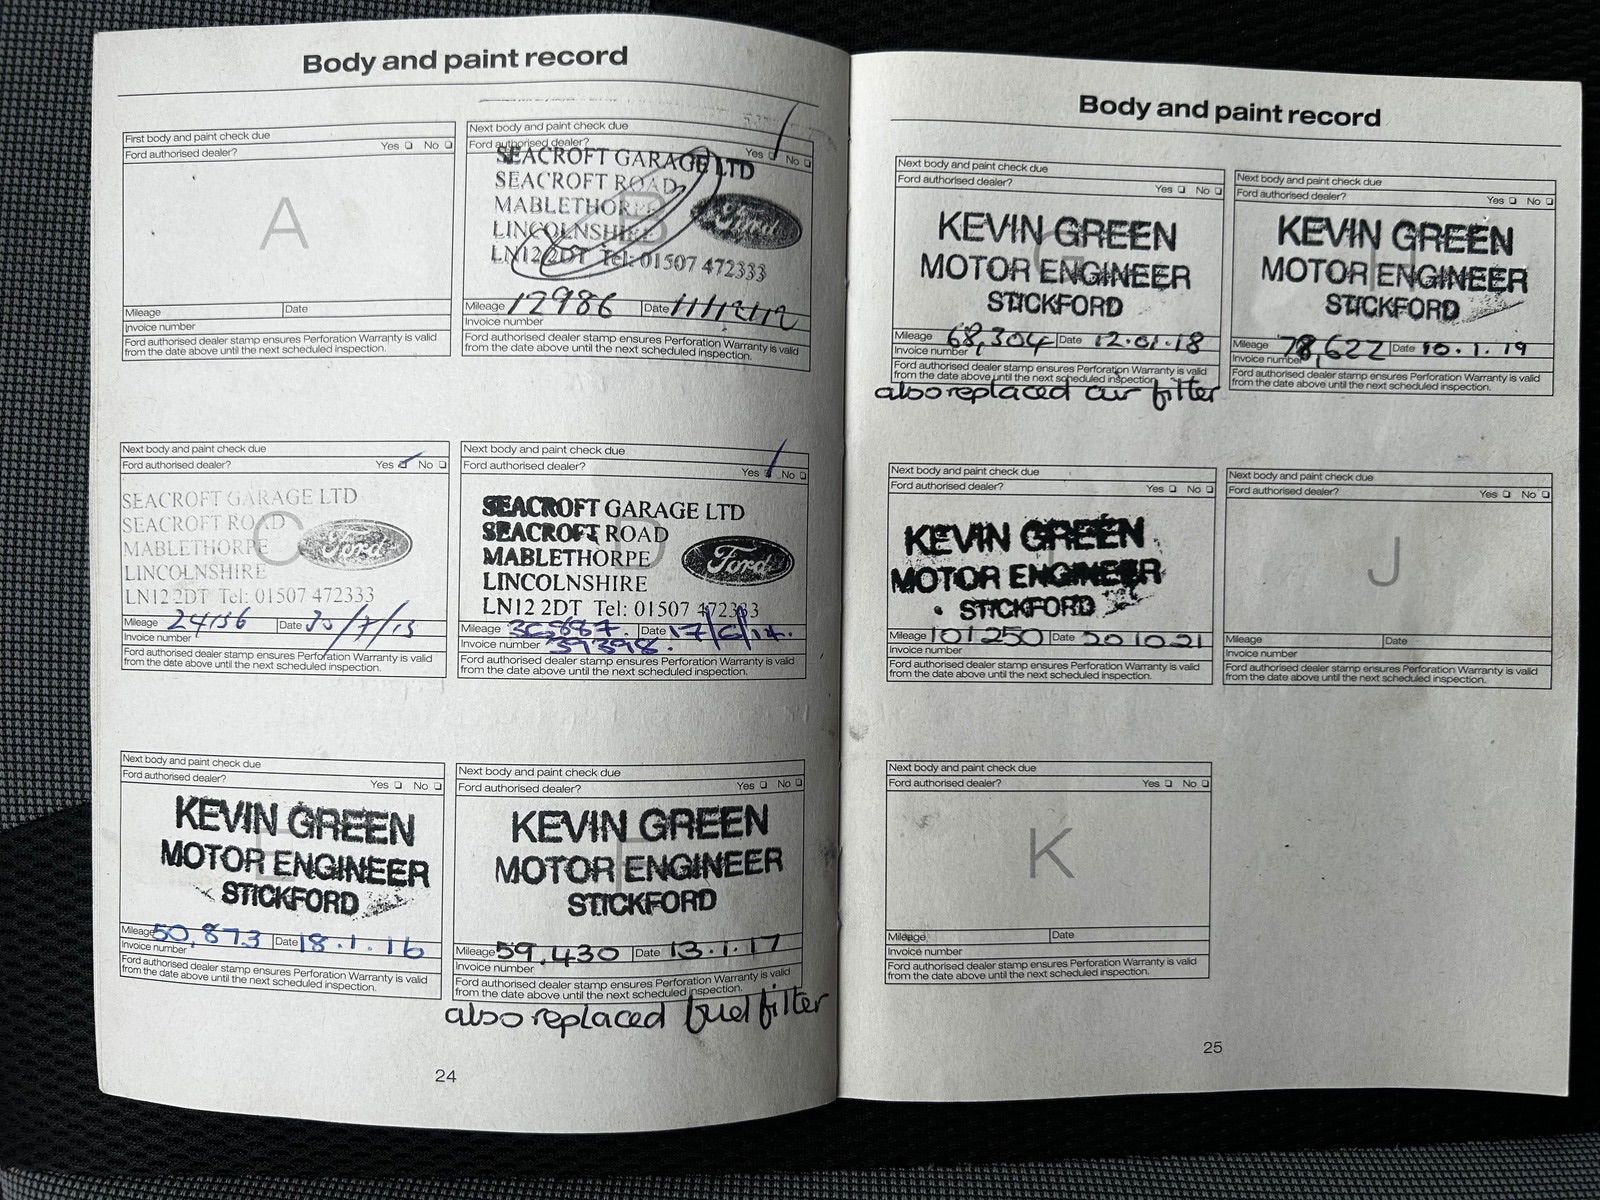 Body and paint record
First body and paint check due
Ford authorised dealer? Yes No
A
Mileage Date
Invoice number
Ford authorised dealer stamp ensures Perforation Warranty is valid
from the date above until the next scheduled inspection.
Next body and paint check due
Ford authorised dealer? Yes No
SEACROFT GARAGE LTD
SEACROFT ROAD
MABLETHORPE
LINCOLNSHIRE
LN12 2DT Tel: 01507 472333
Ford
B
Mileage 12986 Date 11/12/12
Invoice number
Ford authorised dealer stamp ensures Perforation Warranty is valid
from the date above until the next scheduled inspection.
Next body and paint check due
Ford authorised dealer? Yes No
SEACROFT GARAGE LTD
SEACROFT ROAD
MABLETHORPE
LINCOLNSHIRE
LN12 2DT Tel: 01507 472333
Ford
C
Mileage 24136 Date
Invoice number
Ford authorised dealer stamp ensures Perforation Warranty is valid
from the date above until the next scheduled inspection.
Next body and paint check due
Ford authorised dealer? Yes No
SEACROFT GARAGE LTD
SEACROFT ROAD
MABLETHORPE
LINCOLNSHIRE
LN12 2DT Tel: 01507 472333
Ford
D
Mileage 36,887. Date 17/6/14.
Invoice number 39398.
Ford authorised dealer stamp ensures Perforation Warranty is valid
from the date above until the next scheduled inspection.
Next body and paint check due
Ford authorised dealer? Yes No
KEVIN GREEN
MOTOR ENGINEER
STICKFORD
E
Mileage 50,873 Date 18.1.16
Invoice number
Ford authorised dealer stamp ensures Perforation Warranty is valid
from the date above until the next scheduled inspection.
Next body and paint check due
Ford authorised dealer? Yes No
KEVIN GREEN
MOTOR ENGINEER
STICKFORD
F
Mileage 59,430 Date 13.1.17
Invoice number
Ford authorised dealer stamp ensures Perforation Warranty is valid
from the date above until the next scheduled inspection.
also replaced fuel filter
24
Body and paint record
Next body and paint check due
Ford authorised dealer? Yes No
KEVIN GREEN
MOTOR ENGINEER
STICKFORD
G
Mileage 68,304 Date 12.01.18
Invoice number
Ford authorised dealer stamp ensures Perforation Warranty is valid
from the date above until the next scheduled inspection.
also replaced air filter
Next body and paint check due
Ford authorised dealer? Yes No
KEVIN GREEN
MOTOR ENGINEER
STICKFORD
H
Mileage 78,622 Date 10.1.19
Invoice number
Ford authorised dealer stamp ensures Perforation Warranty is valid
from the date above until the next scheduled inspection.
Next body and paint check due
Ford authorised dealer? Yes No
KEVIN GREEN
MOTOR ENGINEER
STICKFORD
Mileage 101250 Date 20 10 21
Invoice number
Ford authorised dealer stamp ensures Perforation Warranty is valid
from the date above until the next scheduled inspection.
Next body and paint check due
Ford authorised dealer? Yes No
J
Mileage Date
Invoice number
Ford authorised dealer stamp ensures Perforation Warranty is valid
from the date above until the next scheduled inspection.
Next body and paint check due
Ford authorised dealer? Yes No
K
Mileage Date
Invoice number
Ford authorised dealer stamp ensures Perforation Warranty is valid
from the date above until the next scheduled inspection.
25